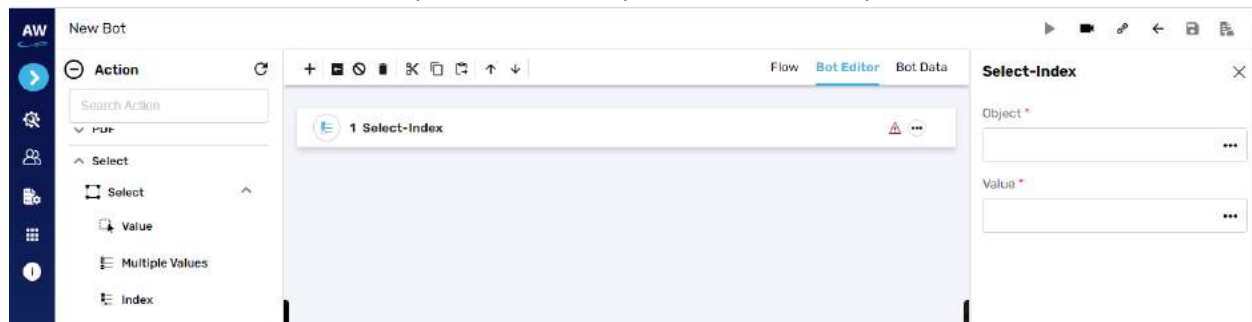 AW
New Bot
Action
Search Action
PDF
Select
Select
Value
Multiple Values
Index
Flow
Bot Editor
Bot Data
1 Select-Index
Select-Index
Object *
Value *